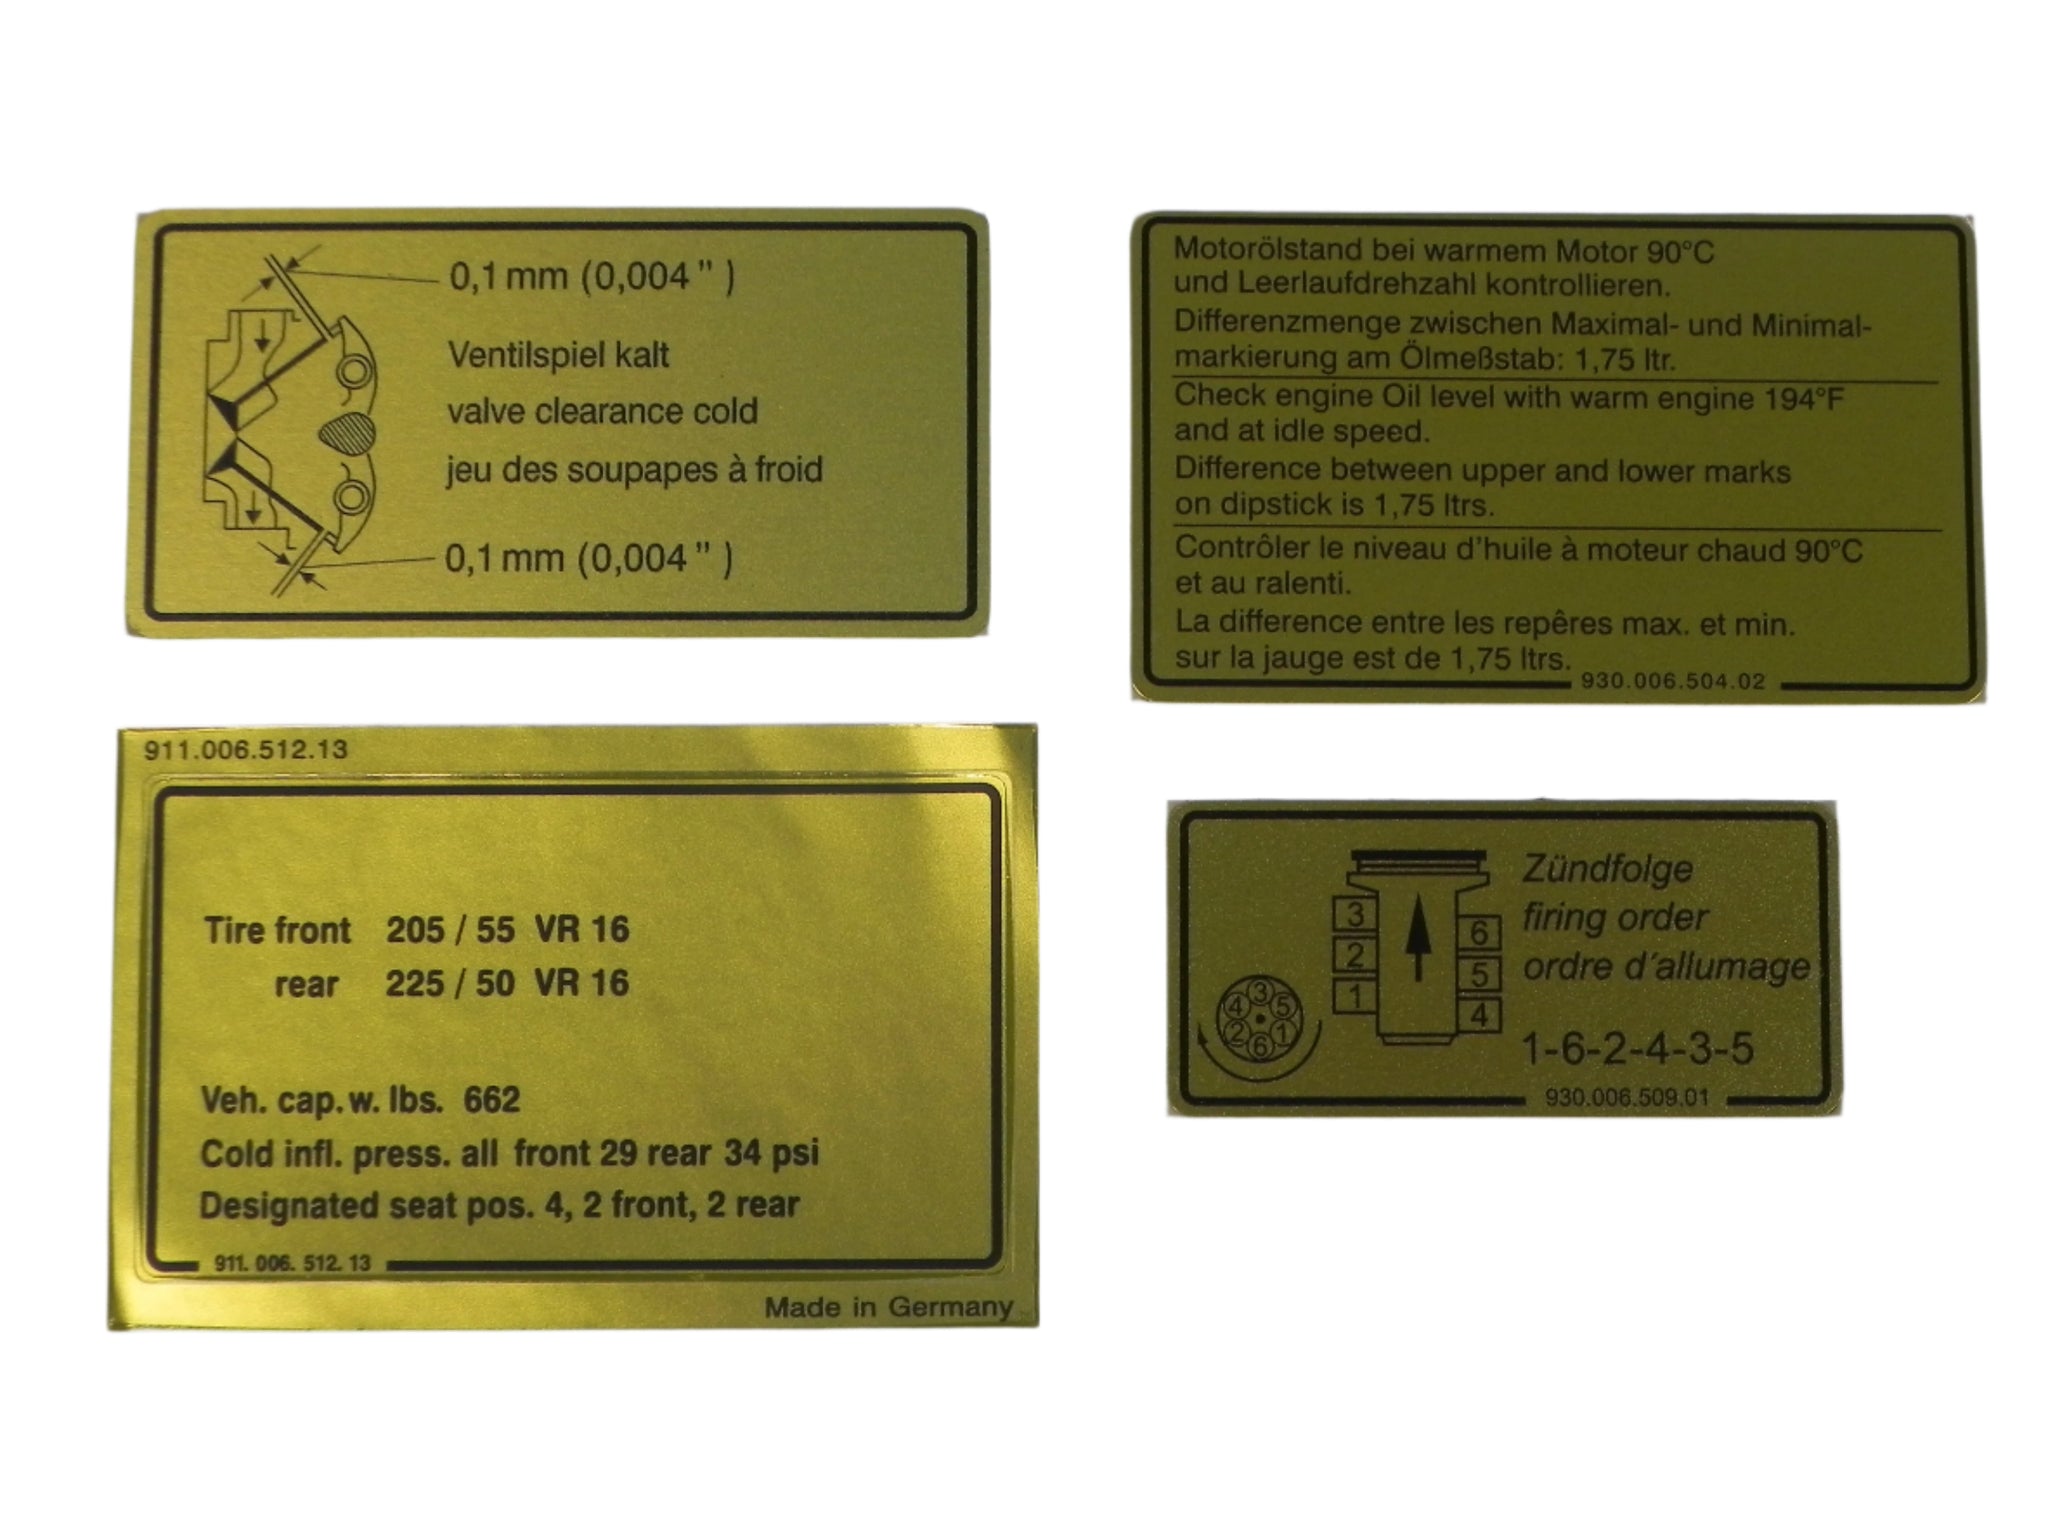 0,1 mm (0,004 " )
Ventilspiel kalt
valve clearance cold
jeu des soupapes à froid
0,1 mm (0,004 " )
Motorölstand bei warmem Motor 90°C
und Leerlaufdrehzahl kontrollieren.
Differenzmenge zwischen Maximal- und Minimal-
markierung am Ölmeßstab: 1,75 ltr.
Check engine Oil level with warm engine 194°F
and at idle speed.
Difference between upper and lower marks
on dipstick is 1,75 ltrs.
Contrôler le niveau d'huile à moteur chaud 90°C
et au ralenti.
La difference entre les repêres max. et min.
sur la jauge est de 1,75 ltrs.
930.006.504.02
911.006.512.13
Tire front 205 / 55 VR 16
rear 225 / 50 VR 16
Veh. cap. w. lbs. 662
Cold infl. press. all front 29 rear 34 psi
Designated seat pos. 4, 2 front, 2 rear
911. 006. 512. 13
Made in Germany
Zündfolge
firing order
ordre d´allumage
3
6
2
5
1
4
3
4 5
2 1
6
1-6-2-4-3-5
930.006.509.01